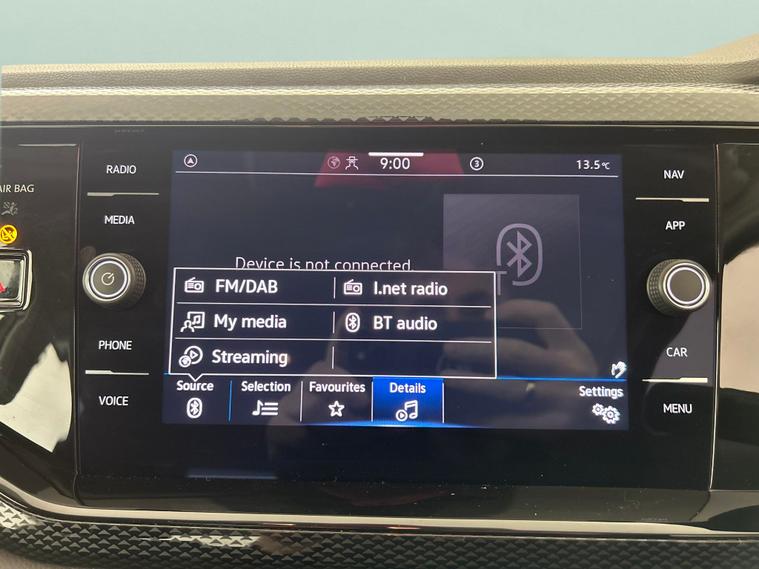 RADIO
MEDIA
PHONE
VOICE
AIR BAG
9:00
3
13.5°C
Device is not connected.
FM/DAB
I.net radio
My media
BT audio
Streaming
Source
Selection
Favourites
Details
Settings
NAV
APP
CAR
MENU